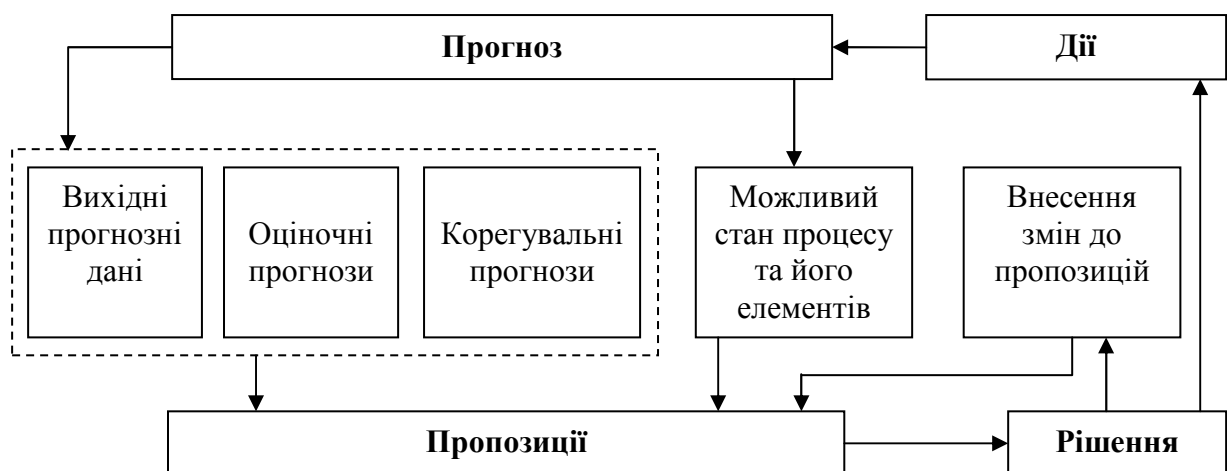 Прогноз
Дії
Вихідні
прогнозні
дані
Оціночні
прогнози
Корегувальні
прогнози
Можливий
стан процесу
та його
елементів
Внесення
змін до
пропозицій
Пропозиції
Рішення